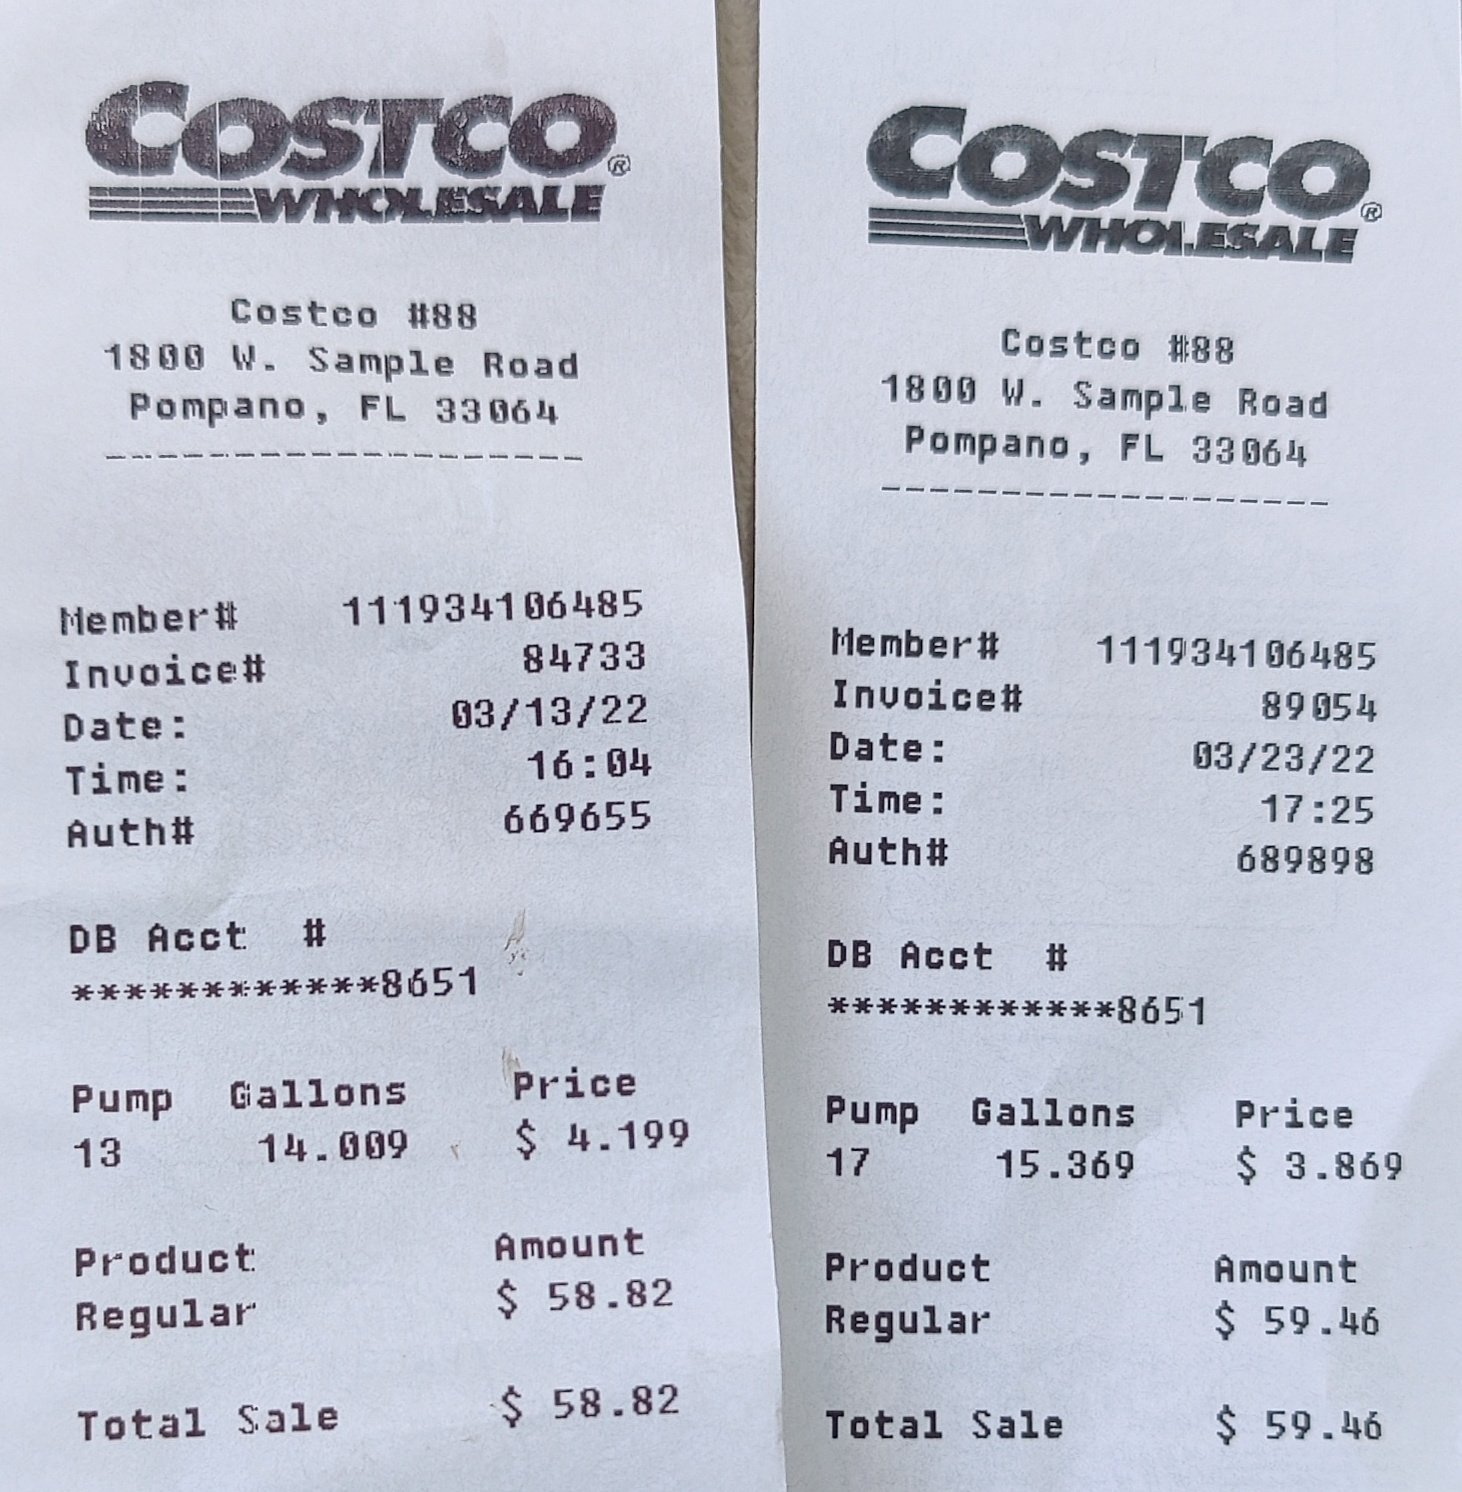 COSTCO®
WHOLESALE
Costco #88
1800 W. Sample Road
Pompano, FL 33064
--------------------
Member# 111934106485
Invoice# 84733
Date: 03/13/22
Time: 16:04
Auth# 669655
DB Acct #
************8651
Pump Gallons Price
13 14.009 $ 4.199
Product Amount
Regular $ 58.82
Total Sale $ 58.82
COSTCO®
WHOLESALE
Costco #88
1800 W. Sample Road
Pompano, FL 33064
--------------------
Member# 111934106485
Invoice# 89054
Date: 03/23/22
Time: 17:25
Auth# 689898
DB Acct #
************8651
Pump Gallons Price
17 15.369 $ 3.869
Product Amount
Regular $ 59.46
Total Sale $ 59.46